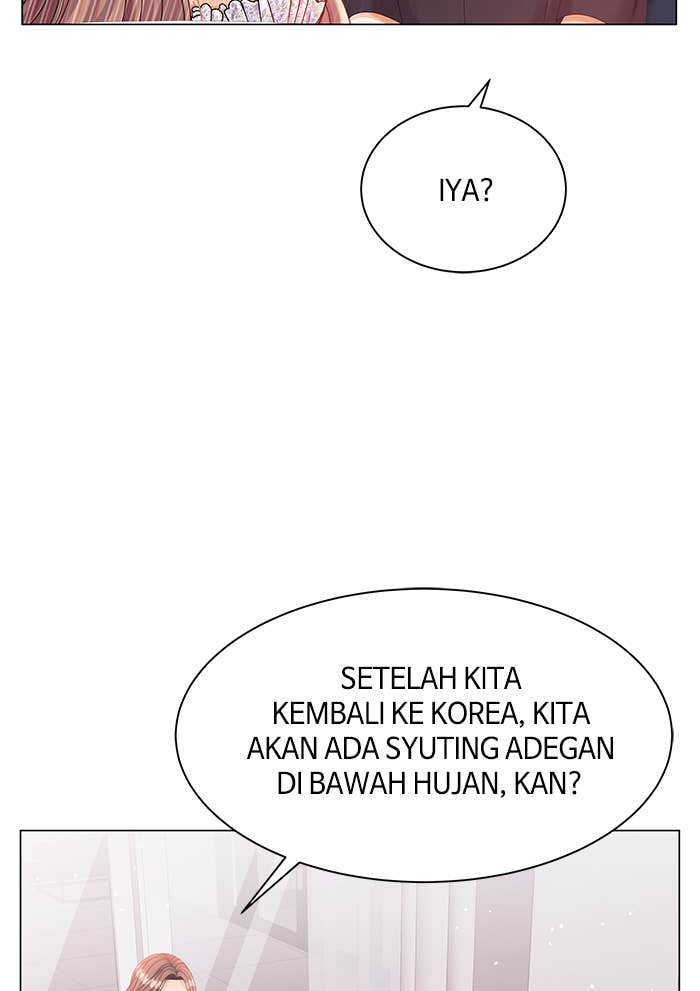 IYA?
SETELAH KITA
KEMBALI KE KOREA, KITA
AKAN ADA SYUTING ADEGAN
DI BAWAH HUJAN, KAN?